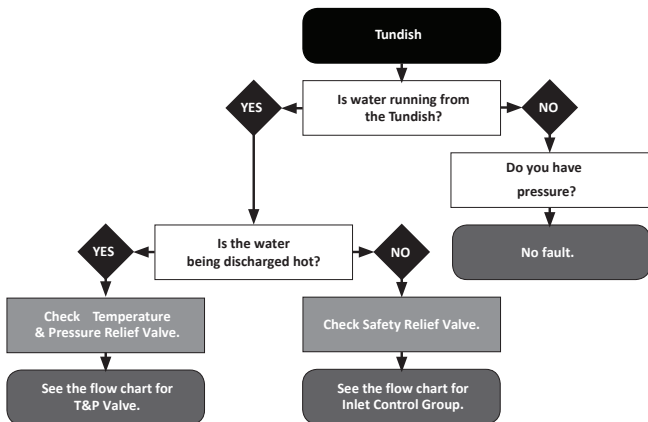 Tundish
YES
Is water running from
the Tundish?
NO
Do you have
pressure?
No fault.
YES
Is the water
being discharged hot?
NO
Check Temperature
& Pressure Relief Valve.
Check Safety Relief Valve.
See the flow chart for
T&P Valve.
See the flow chart for
Inlet Control Group.